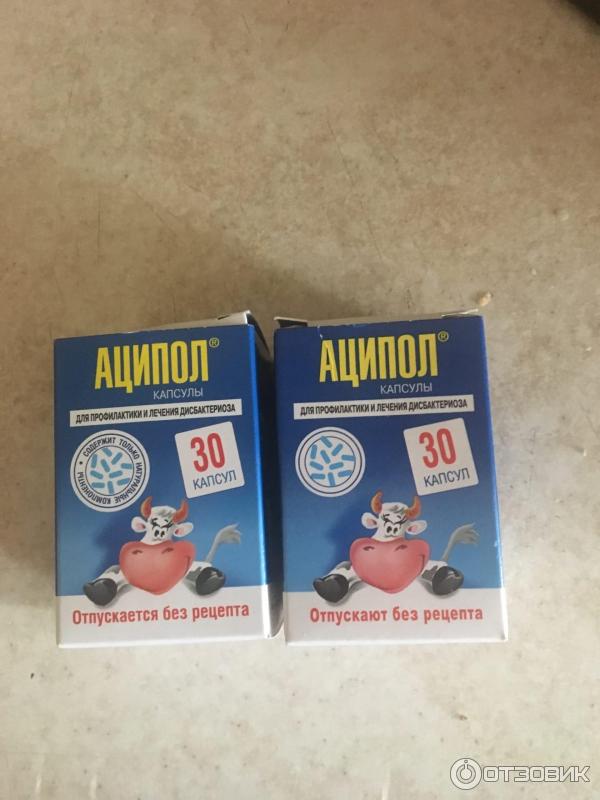 АЦИПОЛ®
КАПСУЛЫ
ДЛЯ ПРОФИЛАКТИКИ И ЛЕЧЕНИЯ ДИСБАКТЕРИОЗА
СОДЕРЖИТ ТОЛЬКО НАТУРАЛЬНЫЕ КОМПОНЕНТЫ
30
КАПСУЛ
Отпускается без рецепта
АЦИПОЛ®
КАПСУЛЫ
ДЛЯ ПРОФИЛАКТИКИ И ЛЕЧЕНИЯ ДИСБАКТЕРИОЗА
30
КАПСУЛ
Отпускают без рецепта
ОТЗОВИК